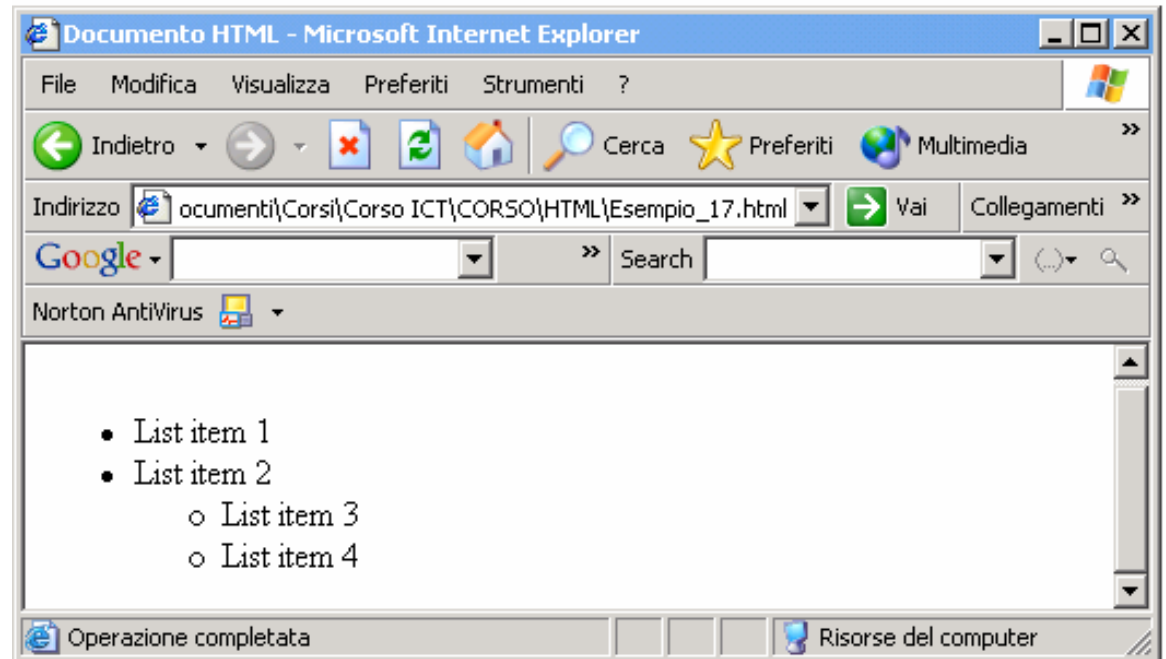 Documento HTML - Microsoft Internet Explorer
File Modifica Visualizza Preferiti Strumenti ?
Indietro Cerca Preferiti Multimedia »
Indirizzo ocumenti\Corsi\Corso ICT\CORSO\HTML\Esempio_17.html Vai Collegamenti »
Google » Search (...)
Norton AntiVirus
• List item 1
• List item 2
o List item 3
o List item 4
Operazione completata Risorse del computer